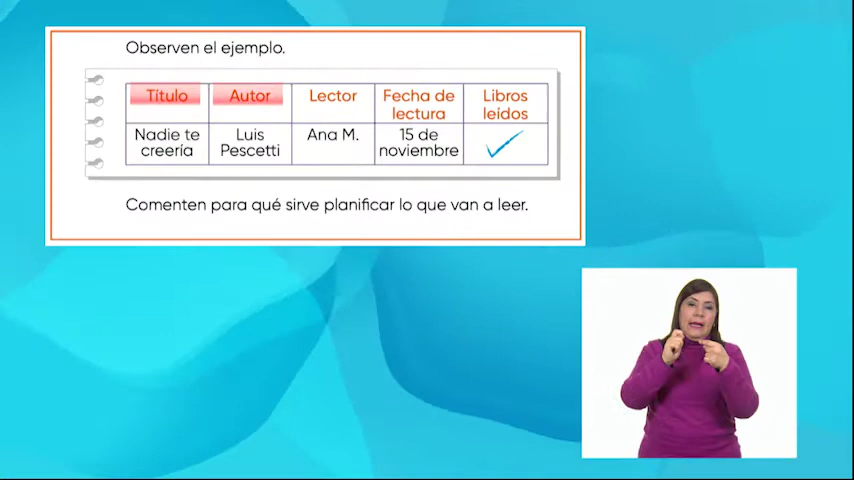 Observen el ejemplo.
Título Autor Lector Fecha de lectura Libros leídos
Nadie te creería Luis Pescetti Ana M. 15 de noviembre
Comenten para qué sirve planificar lo que van a leer.